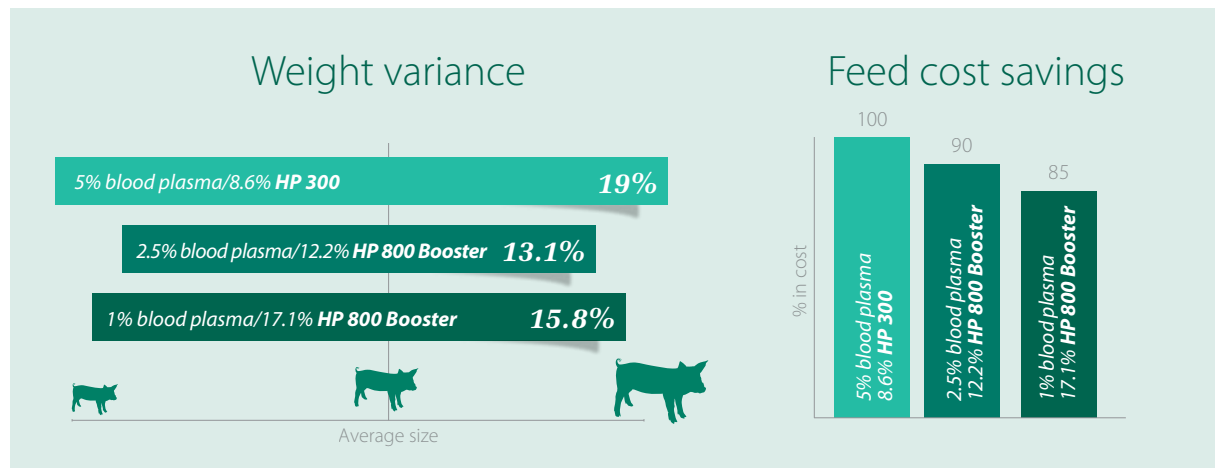 Weight variance
5% blood plasma/8.6% HP 300 19%
2.5% blood plasma/12.2% HP 800 Booster 13.1%
1% blood plasma/17.1% HP 800 Booster 15.8%
Average size
Feed cost savings
100
90
85
% in cost
5% blood plasma
8.6% HP 300
2.5% blood plasma
12.2% HP 800 Booster
1% blood plasma
17.1% HP 800 Booster